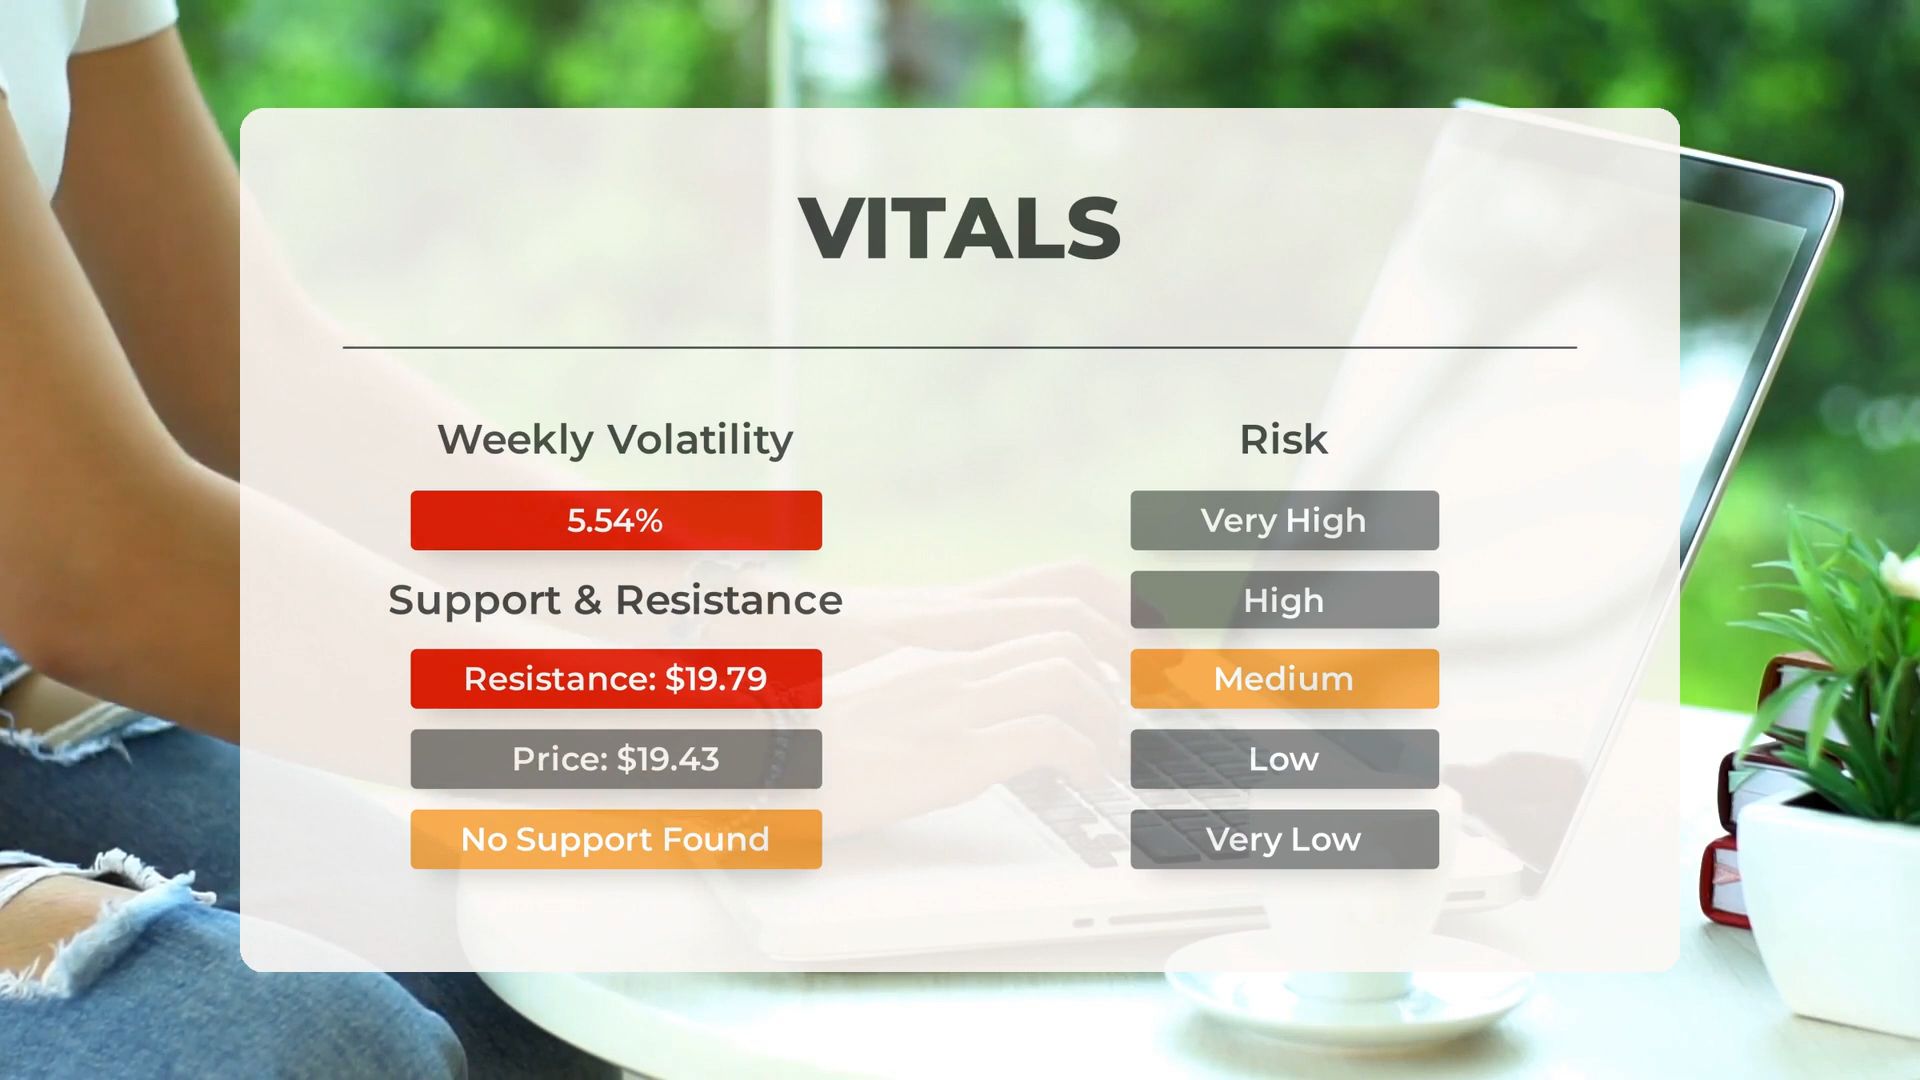 VITALS
Weekly Volatility
5.54%
Support & Resistance
Resistance: $19.79
Price: $19.43
No Support Found
Risk
Very High
High
Medium
Low
Very Low